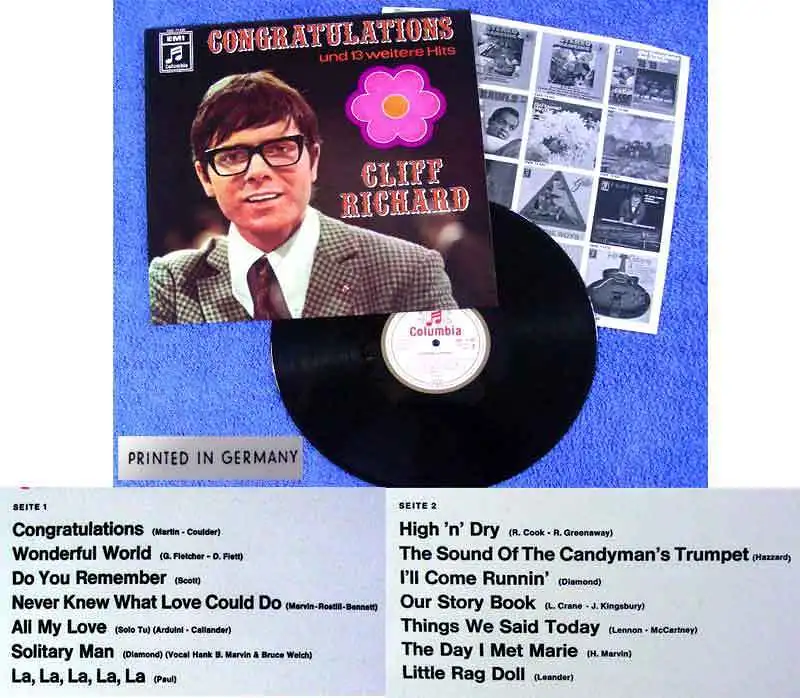 EMI
Columbia
CONGRATULATIONS
und 13 weitere Hits
CLIFF
RICHARD
STEREO
STEREO
Columbia
PRINTED IN GERMANY
SEITE 1
Congratulations (Martin - Coulder)
Wonderful World (G. Fletcher - D. Flett)
Do You Remember (Scott)
Never Knew What Love Could Do (Marvin-Rostill-Bennett)
All My Love (Solo Tu) (Arduini - Callander)
Solitary Man (Diamond) (Vocal Hank B. Marvin & Bruce Welch)
La, La, La, La, La (Paul)
SEITE 2
High 'n' Dry (R. Cook - R. Greenaway)
The Sound Of The Candyman's Trumpet (Hazzard)
I'll Come Runnin' (Diamond)
Our Story Book (L. Crane - J. Kingsbury)
Things We Said Today (Lennon - McCartney)
The Day I Met Marie (H. Marvin)
Little Rag Doll (Leander)